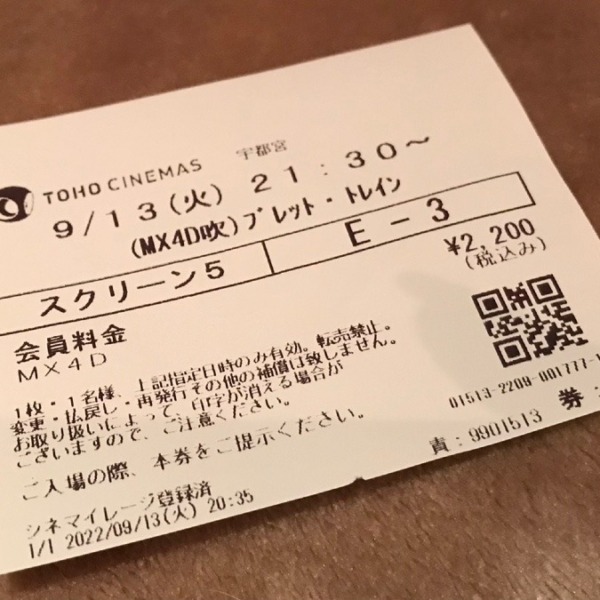 TOHO CINEMAS 宇都宮
9/13(火) 21:30～
(MX4D吹)ブレット・トレイン
スクリーン5 E-3
¥2,200
(税込み)
会員料金
MX4D
1枚・1名様、上記指定日時のみ有効。転売禁止。
変更・払戻し・再発行その他の補償は致しません。
お取り扱いによって、印字が消える場合が
ございますので、ご注意ください。
ご入場の際、本券をご提示ください。
01513-2209-001777-
責:9901513 券:
シネマイレージ登録済
1/1 2022/09/13(火) 20:35